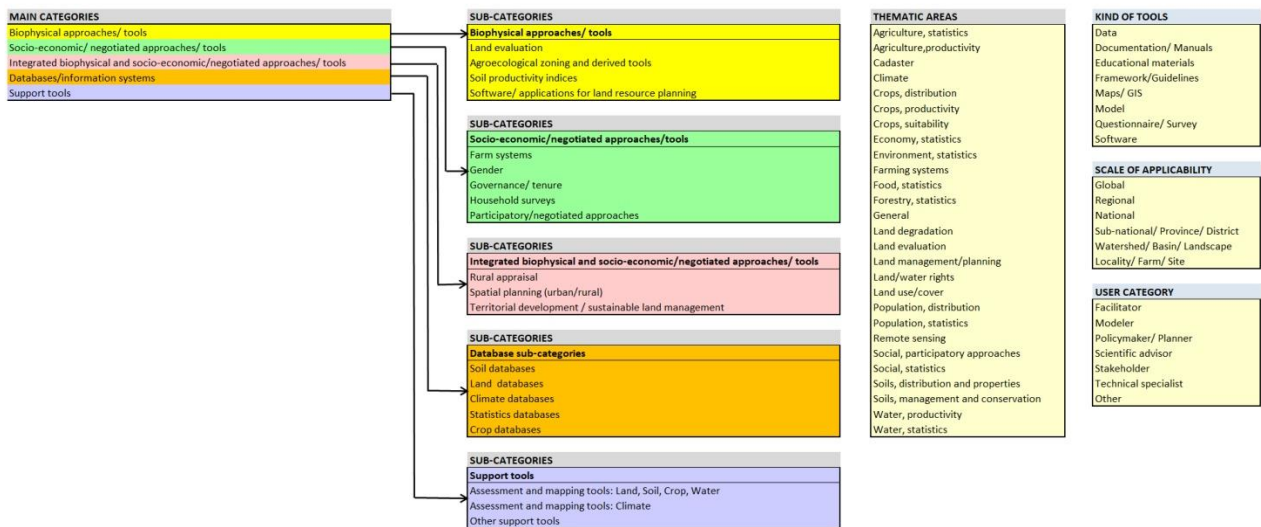 MAIN CATEGORIES
Biophysical approaches/ tools
Socio-economic/ negotiated approaches/ tools
Integrated biophysical and socio-economic/negotiated approaches/ tools
Databases/information systems
Support tools
SUB-CATEGORIES
Biophysical approaches/ tools
Land evaluation
Agroecological zoning and derived tools
Soil productivity indices
Software/ applications for land resource planning
SUB-CATEGORIES
Socio-economic/negotiated approaches/tools
Farm systems
Gender
Governance/ tenure
Household surveys
Participatory/negotiated approaches
SUB-CATEGORIES
Integrated biophysical and socio-economic/negotiated approaches/ tools
Rural appraisal
Spatial planning (urban/rural)
Territorial development / sustainable land management
SUB-CATEGORIES
Database sub-categories
Soil databases
Land databases
Climate databases
Statistics databases
Crop databases
SUB-CATEGORIES
Support tools
Assessment and mapping tools: Land, Soil, Crop, Water
Assessment and mapping tools: Climate
Other support tools
THEMATIC AREAS
Agriculture, statistics
Agriculture,productivity
Cadaster
Climate
Crops, distribution
Crops, productivity
Crops, suitability
Economy, statistics
Environment, statistics
Farming systems
Food, statistics
Forestry, statistics
General
Land degradation
Land evaluation
Land management/planning
Land/water rights
Land use/cover
Population, distribution
Population, statistics
Remote sensing
Social, participatory approaches
Social, statistics
Soils, distribution and properties
Soils, management and conservation
Water, productivity
Water, statistics
KIND OF TOOLS
Data
Documentation/ Manuals
Educational materials
Framework/Guidelines
Maps/ GIS
Model
Questionnaire/ Survey
Software
SCALE OF APPLICABILITY
Global
Regional
National
Sub-national/ Province/ District
Watershed/ Basin/ Landscape
Locality/ Farm/ Site
USER CATEGORY
Facilitator
Modeler
Policymaker/ Planner
Scientific advisor
Stakeholder
Technical specialist
Other